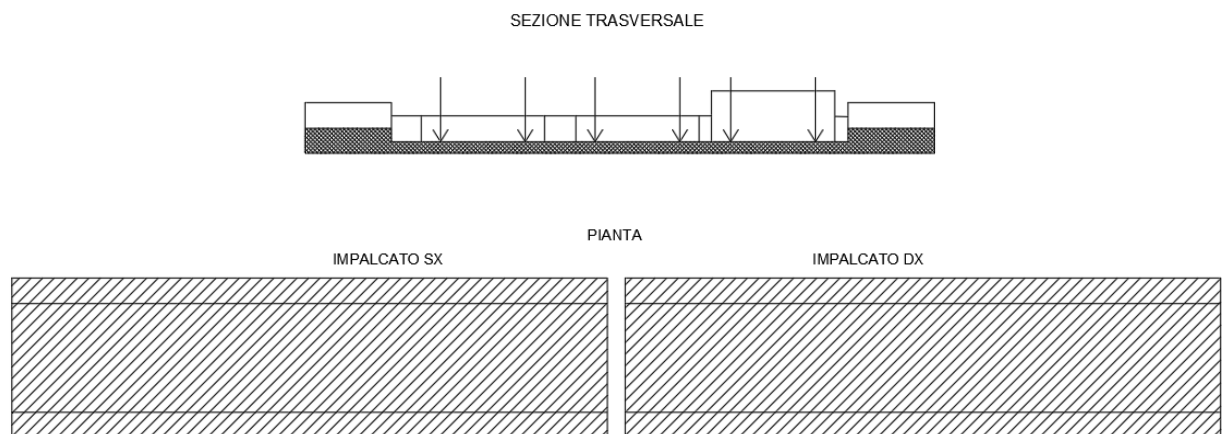 SEZIONE TRASVERSALE
PIANTA
IMPALCATO SX
IMPALCATO DX